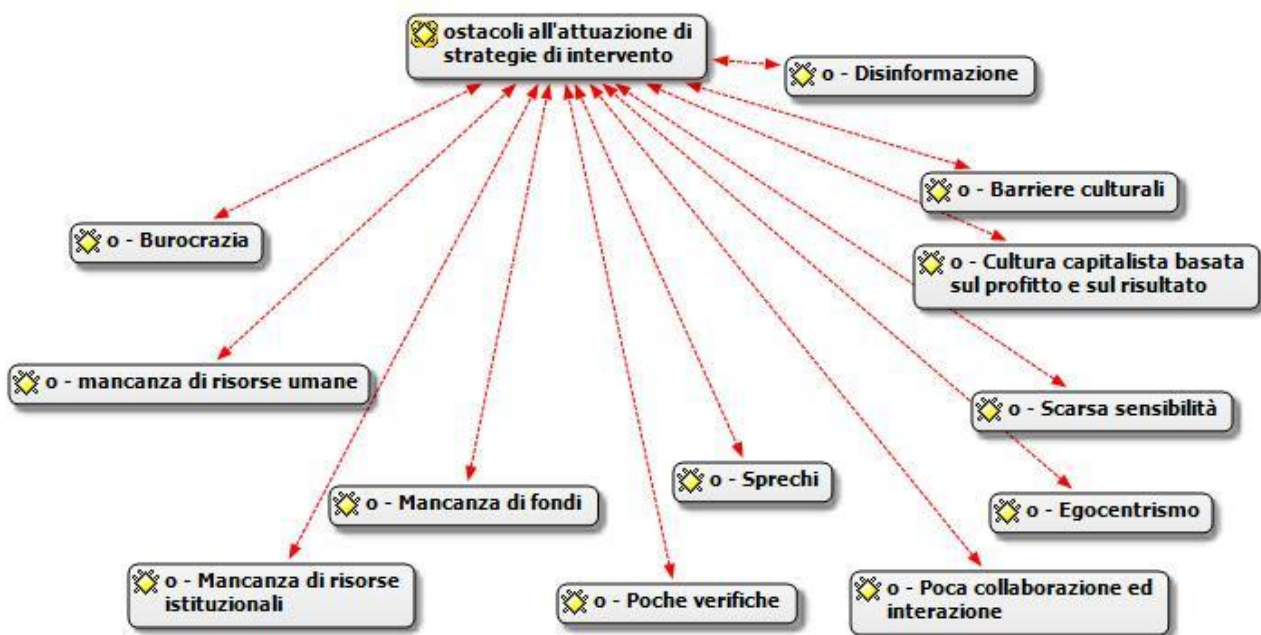 ostacoli all'attuazione di
strategie di intervento
o - Disinformazione
o - Barriere culturali
o - Burocrazia
o - Cultura capitalista basata
sul profitto e sul risultato
o - mancanza di risorse umane
o - Scarsa sensibilità
o - Sprechi
o - Mancanza di fondi
o - Egocentrismo
o - Mancanza di risorse
istituzionali
o - Poche verifiche
o - Poca collaborazione ed
interazione